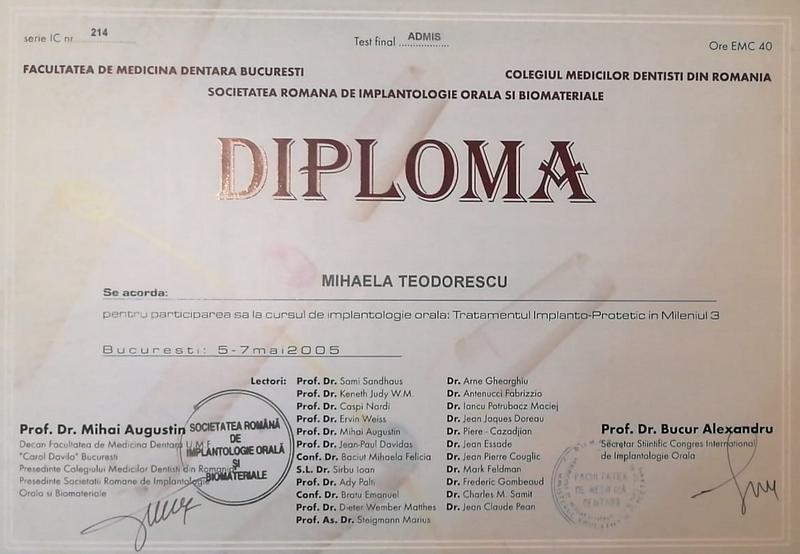 serie IC nr 214
Test final ADMIS
Ore EMC 40
FACULTATEA DE MEDICINA DENTARA BUCURESTI
COLEGIUL MEDICILOR DENTISTI DIN ROMANIA
SOCIETATEA ROMANA DE IMPLANTOLOGIE ORALA SI BIOMATERIALE
DIPLOMA
MIHAELA TEODORESCU
Se acorda:
pentru participarea sa la cursul de implantologie orala: Tratamentul Implanto-Protetic in Mileniul 3
Bucuresti: 5-7mai2005
Lectori:
Prof. Dr. Sami Sandhaus
Prof. Dr. Keneth Judy W.M.
Prof. Dr. Caspi Nardi
Prof. Dr. Ervin Weiss
Prof. Dr. Mihai Augustin
Prof. Dr. Jean-Paul Davidas
Conf. Dr. Baciut Mihaela Felicia
S.L. Dr. Sirbu Ioan
Prof. Dr. Ady Palti
Conf. Dr. Bratu Emanuel
Prof. Dr. Dieter Wember Matthes
Prof. As. Dr. Steigmann Marius
Dr. Arne Gheorghiu
Dr. Antenucci Fabrizzio
Dr. Iancu Potrubacz Maciej
Dr. Jean Jaques Doreau
Dr. Piere - Cazadjian
Dr. Jean Essade
Dr. Jean Pierre Couglic
Dr. Mark Feldman
Dr. Frederic Gombeaud
Dr. Charles M. Samit
Dr. Jean Claude Pean
Prof. Dr. Mihai Augustin
Decan Facultatea de Medicina Dentara U.M.F.
"Carol Davila" Bucuresti
Presedinte Colegiului Medicilor Dentisti din Romania
Presedinte Societatii Romane de Implantologie
Orala si Biomateriale
SOCIETATEA ROMÂNĂ
DE
IMPLANTOLOGIE ORALĂ
ȘI
BIOMATERIALE
Prof. Dr. Bucur Alexandru
Secretar Stiintific Congres International
de Implantologie Orala
FACULTATEA
DE MEDICINĂ
DENTARĂ